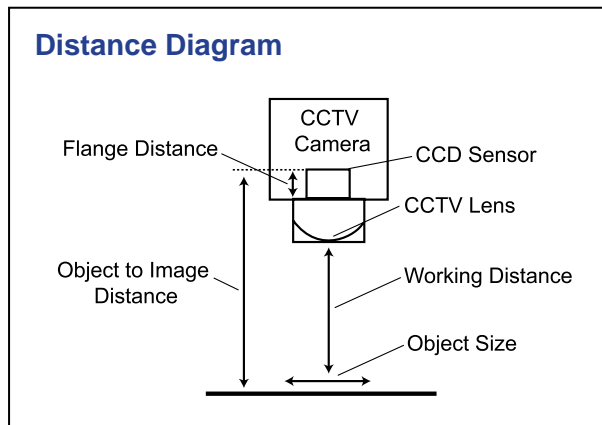 Distance Diagram
CCTV
Camera
Flange Distance
CCD Sensor
CCTV Lens
Object to Image
Distance
Working Distance
Object Size